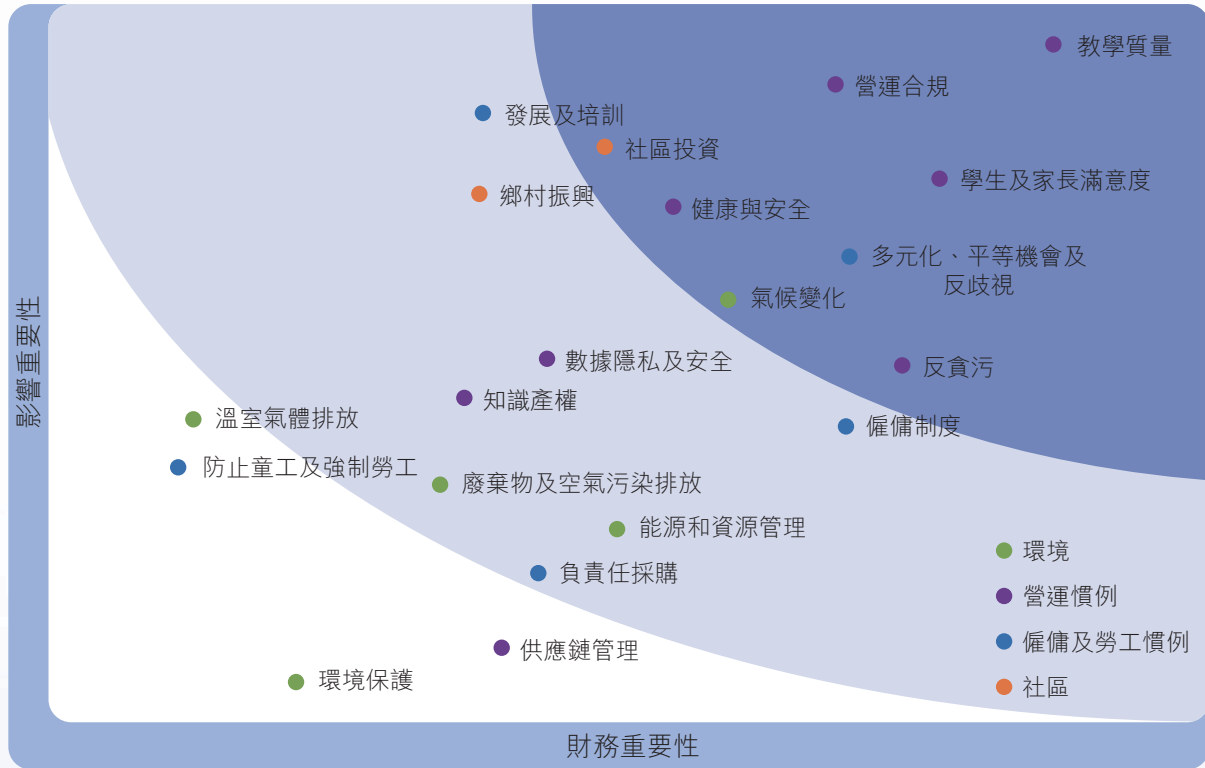 教學質量
營運合規
發展及培訓
社區投資
學生及家長滿意度
鄉村振興
健康與安全
多元化、平等機會及
反歧視
氣候變化
數據隱私及安全
反貪污
知識產權
溫室氣體排放
僱傭制度
防止童工及強制勞工
廢棄物及空氣污染排放
能源和資源管理
負責任採購
供應鏈管理
環境保護
環境
營運慣例
僱傭及勞工慣例
社區
影響重要性
財務重要性